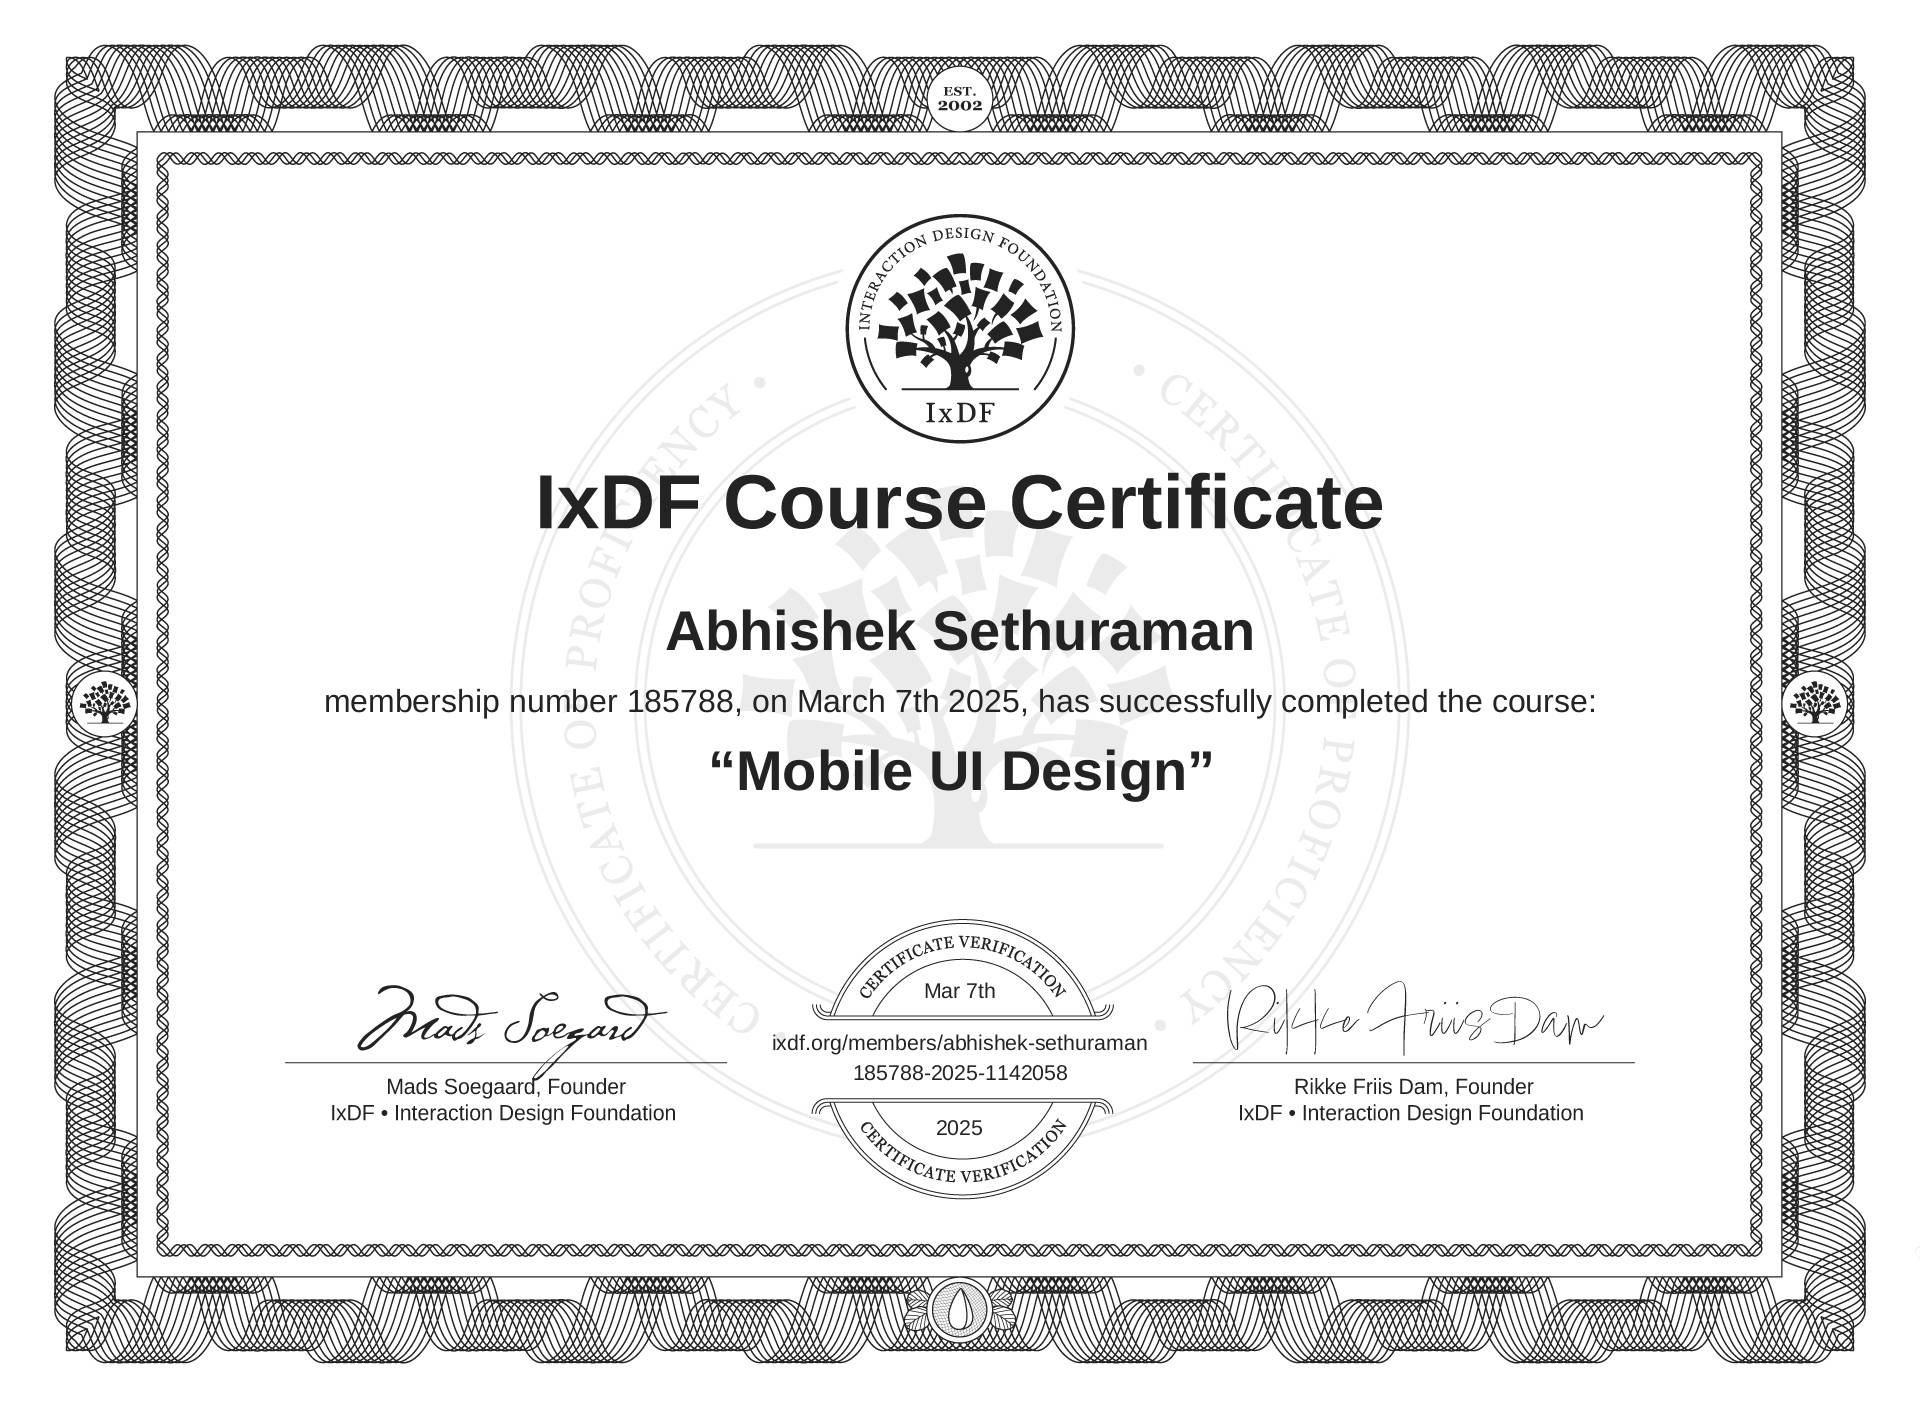 EST.
2002
INTERACTION DESIGN FOUNDATION
IxDF
• CERTIFICATE OF PROFICIENCY •
• CERTIFICATE OF PROFICIENCY •
IxDF Course Certificate
Abhishek Sethuraman
membership number 185788, on March 7th 2025, has successfully completed the course:
“Mobile UI Design”
CERTIFICATE VERIFICATION
Mar 7th
ixdf.org/members/abhishek-sethuraman
185788-2025-1142058
2025
CERTIFICATE VERIFICATION
Mads Soegaard
Mads Soegaard, Founder
IxDF • Interaction Design Foundation
Rikke Friis Dam
Rikke Friis Dam, Founder
IxDF • Interaction Design Foundation